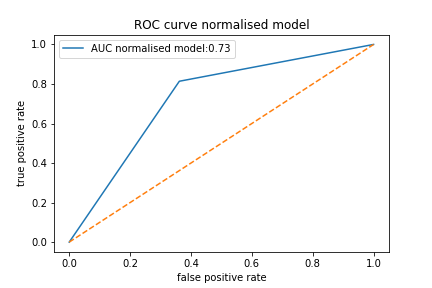 ROC curve normalised model
AUC normalised model:0.73
true positive rate
1.0
0.8
0.6
0.4
0.2
0.0
0.0 0.2 0.4 0.6 0.8 1.0
false positive rate